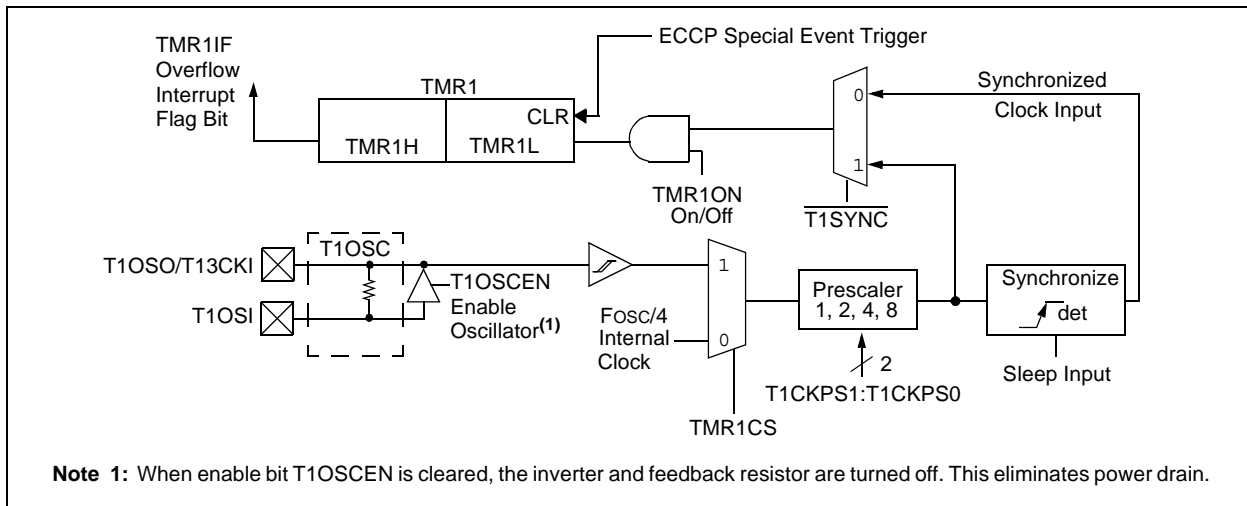 TMR1IF
Overflow
Interrupt
Flag Bit
ECCP Special Event Trigger
TMR1
CLR
TMR1H
TMR1L
TMR1ON
On/Off
0
1
T1SYNC
Synchronized
Clock Input
T1OSC
T1OSO/T13CKI
T1OSI
T1OSCEN
Enable
Oscillator(1)
FOSC/4
Internal
Clock
1
0
TMR1CS
Prescaler
1, 2, 4, 8
2
T1CKPS1:T1CKPS0
Synchronize
det
Sleep Input
Note 1: When enable bit T1OSCEN is cleared, the inverter and feedback resistor are turned off. This eliminates power drain.